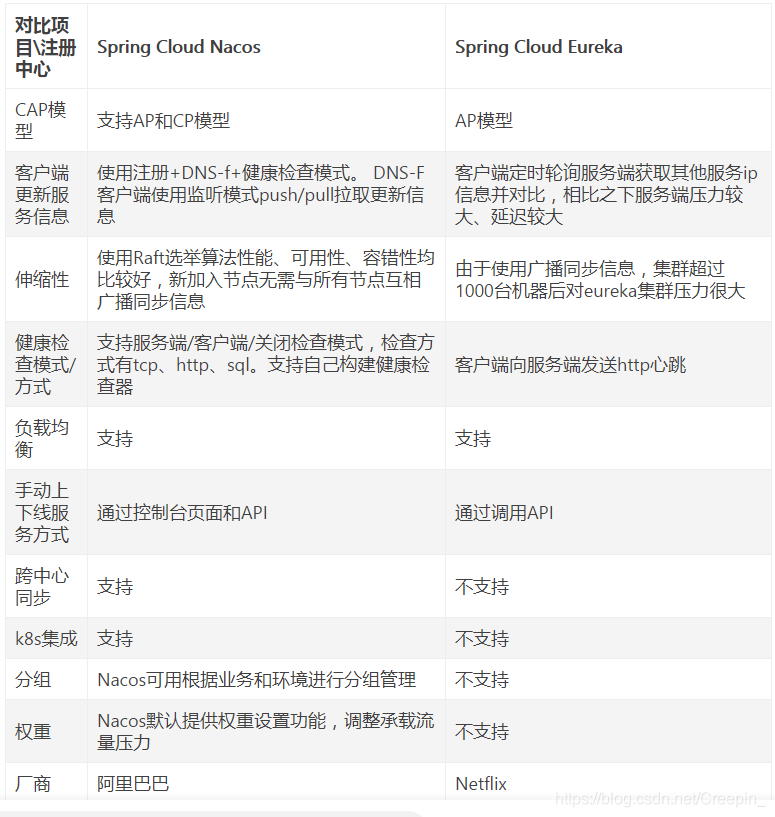 对比项目\注册中心 Spring Cloud Nacos Spring Cloud Eureka
CAP模型 支持AP和CP模型 AP模型
客户端更新服务信息
使用注册+DNS-f+健康检查模式。 DNS-F
客户端使用监听模式push/pull拉取更新信
息
客户端定时轮询服务端获取其他服务ip
信息并对比，相比之下服务端压力较
大、延迟较大
伸缩性
使用Raft选举算法性能、可用性、容错性均
比较好，新加入节点无需与所有节点互相
广播同步信息
由于使用广播同步信息，集群超过
1000台机器后对eureka集群压力很大
健康检查模式/方式
支持服务端/客户端/关闭检查模式，检查方
式有tcp、http、sql。支持自己构建健康检
查器
客户端向服务端发送http心跳
负载均衡 支持 支持
手动上下线服务方式 通过控制台页面和API 通过调用API
跨中心同步 支持 不支持
k8s集成 支持 不支持
分组 Nacos可用根据业务和环境进行分组管理 不支持
权重
Nacos默认提供权重设置功能，调整承载流
量压力
不支持
厂商 阿里巴巴 Netflix
https://blog.csdn.net/Greepin_